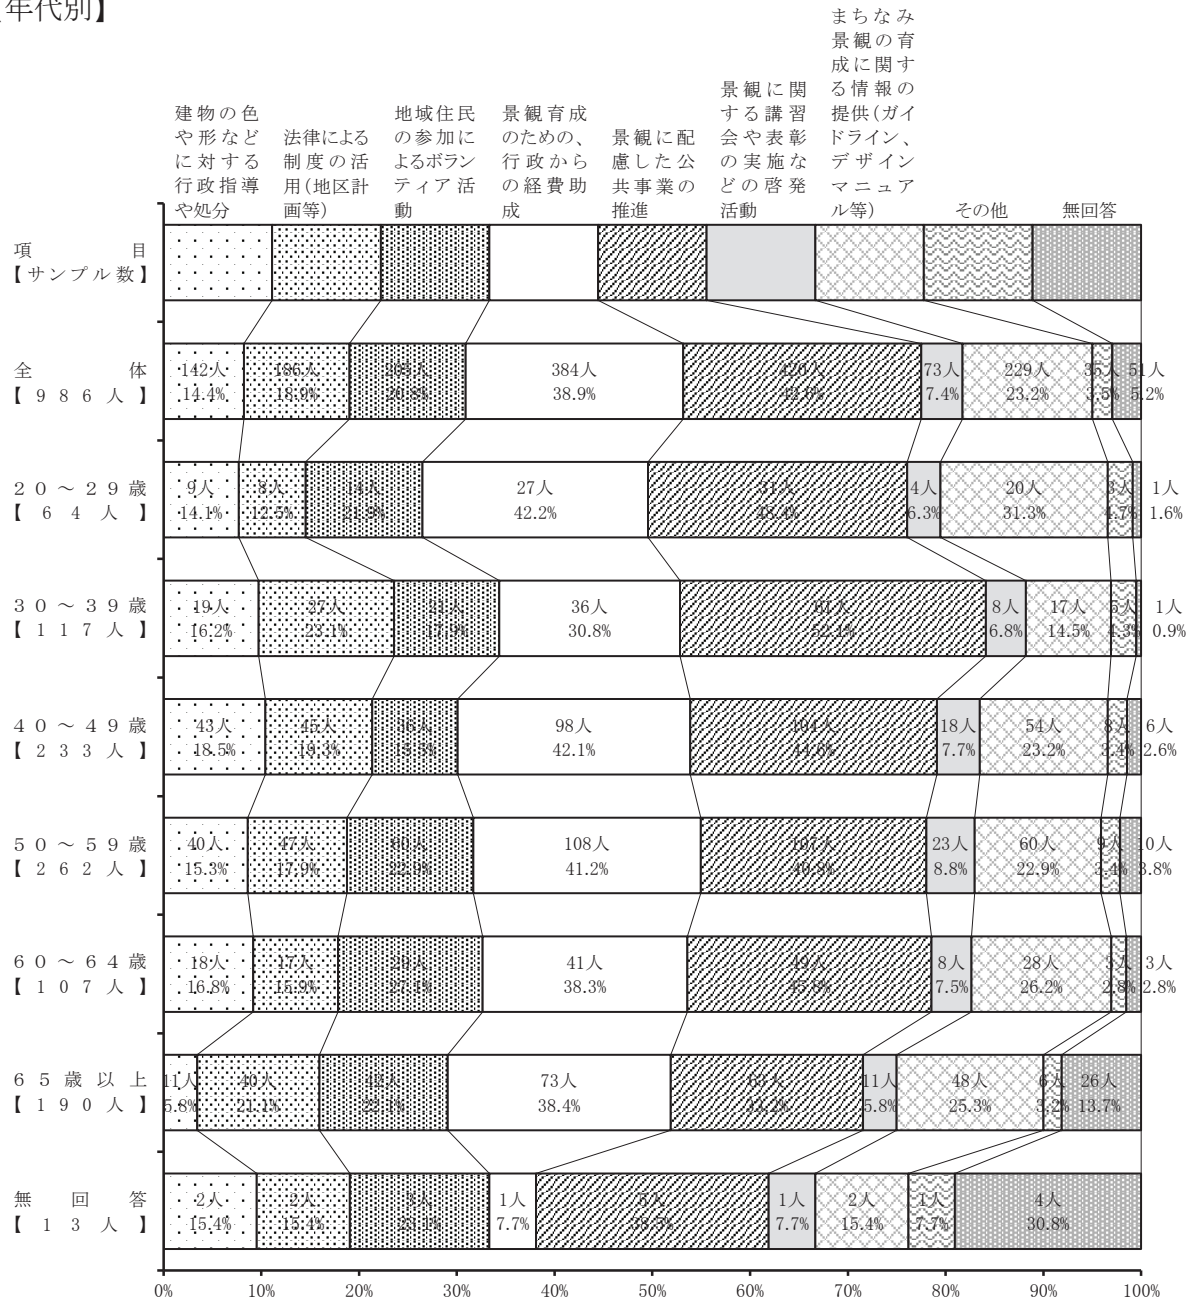 年代別】
建物の色
や形など
に対する
行政指導
や処分
法律による
制度の活
用(地区計
画等)
地域住民
の参加に
よるボラン
ティア活
動
景観育成
のための、
行政から
の経費助
成
景観に配
慮した公
共事業の
推進
景観に関
する講習
会や表彰
の実施な
どの啓発
活動
まちなみ
景観の育
成に関す
る情報の
提供(ガイ
ドライン、
デザイン
マニュア
ル等)
その他
無回答
項目
【サンプル数】
全体 142人 186人 205人 384人 420人 73人 229人 35人 51人
【986人】 14.4% 18.9% 20.8% 38.9% 42.6% 7.4% 23.2% 3.5% 5.2%
20～29歳 9人 8人 14人 27人 31人 4人 20人 3人 1人
【64人】 14.1% 12.5% 21.9% 42.2% 48.4% 6.3% 31.3% 4.7% 1.6%
30～39歳 19人 27人 21人 36人 61人 8人 17人 5人 1人
【117人】 16.2% 23.1% 17.9% 30.8% 52.1% 6.8% 14.5% 4.3% 0.9%
40～49歳 43人 45人 36人 98人 104人 18人 54人 8人 6人
【233人】 18.5% 19.3% 15.5% 42.1% 44.6% 7.7% 23.2% 3.4% 2.6%
50～59歳 40人 47人 60人 108人 107人 23人 60人 9人 10人
【262人】 15.3% 17.9% 22.9% 41.2% 40.8% 8.8% 22.9% 3.4% 3.8%
60～64歳 18人 17人 29人 41人 49人 8人 28人 3人 3人
【107人】 16.8% 15.9% 27.1% 38.3% 45.8% 7.5% 26.2% 2.8% 2.8%
65歳以上 11人 40人 42人 73人 63人 11人 48人 6人 26人
【190人】 5.8% 21.1% 22.1% 38.4% 33.2% 5.8% 25.3% 3.2% 13.7%
無回答 2人 2人 3人 1人 5人 1人 2人 1人 4人
【13人】 15.4% 15.4% 23.1% 7.7% 38.5% 7.7% 15.4% 7.7% 30.8%
0% 10% 20% 30% 40% 50% 60% 70% 80% 90% 100%